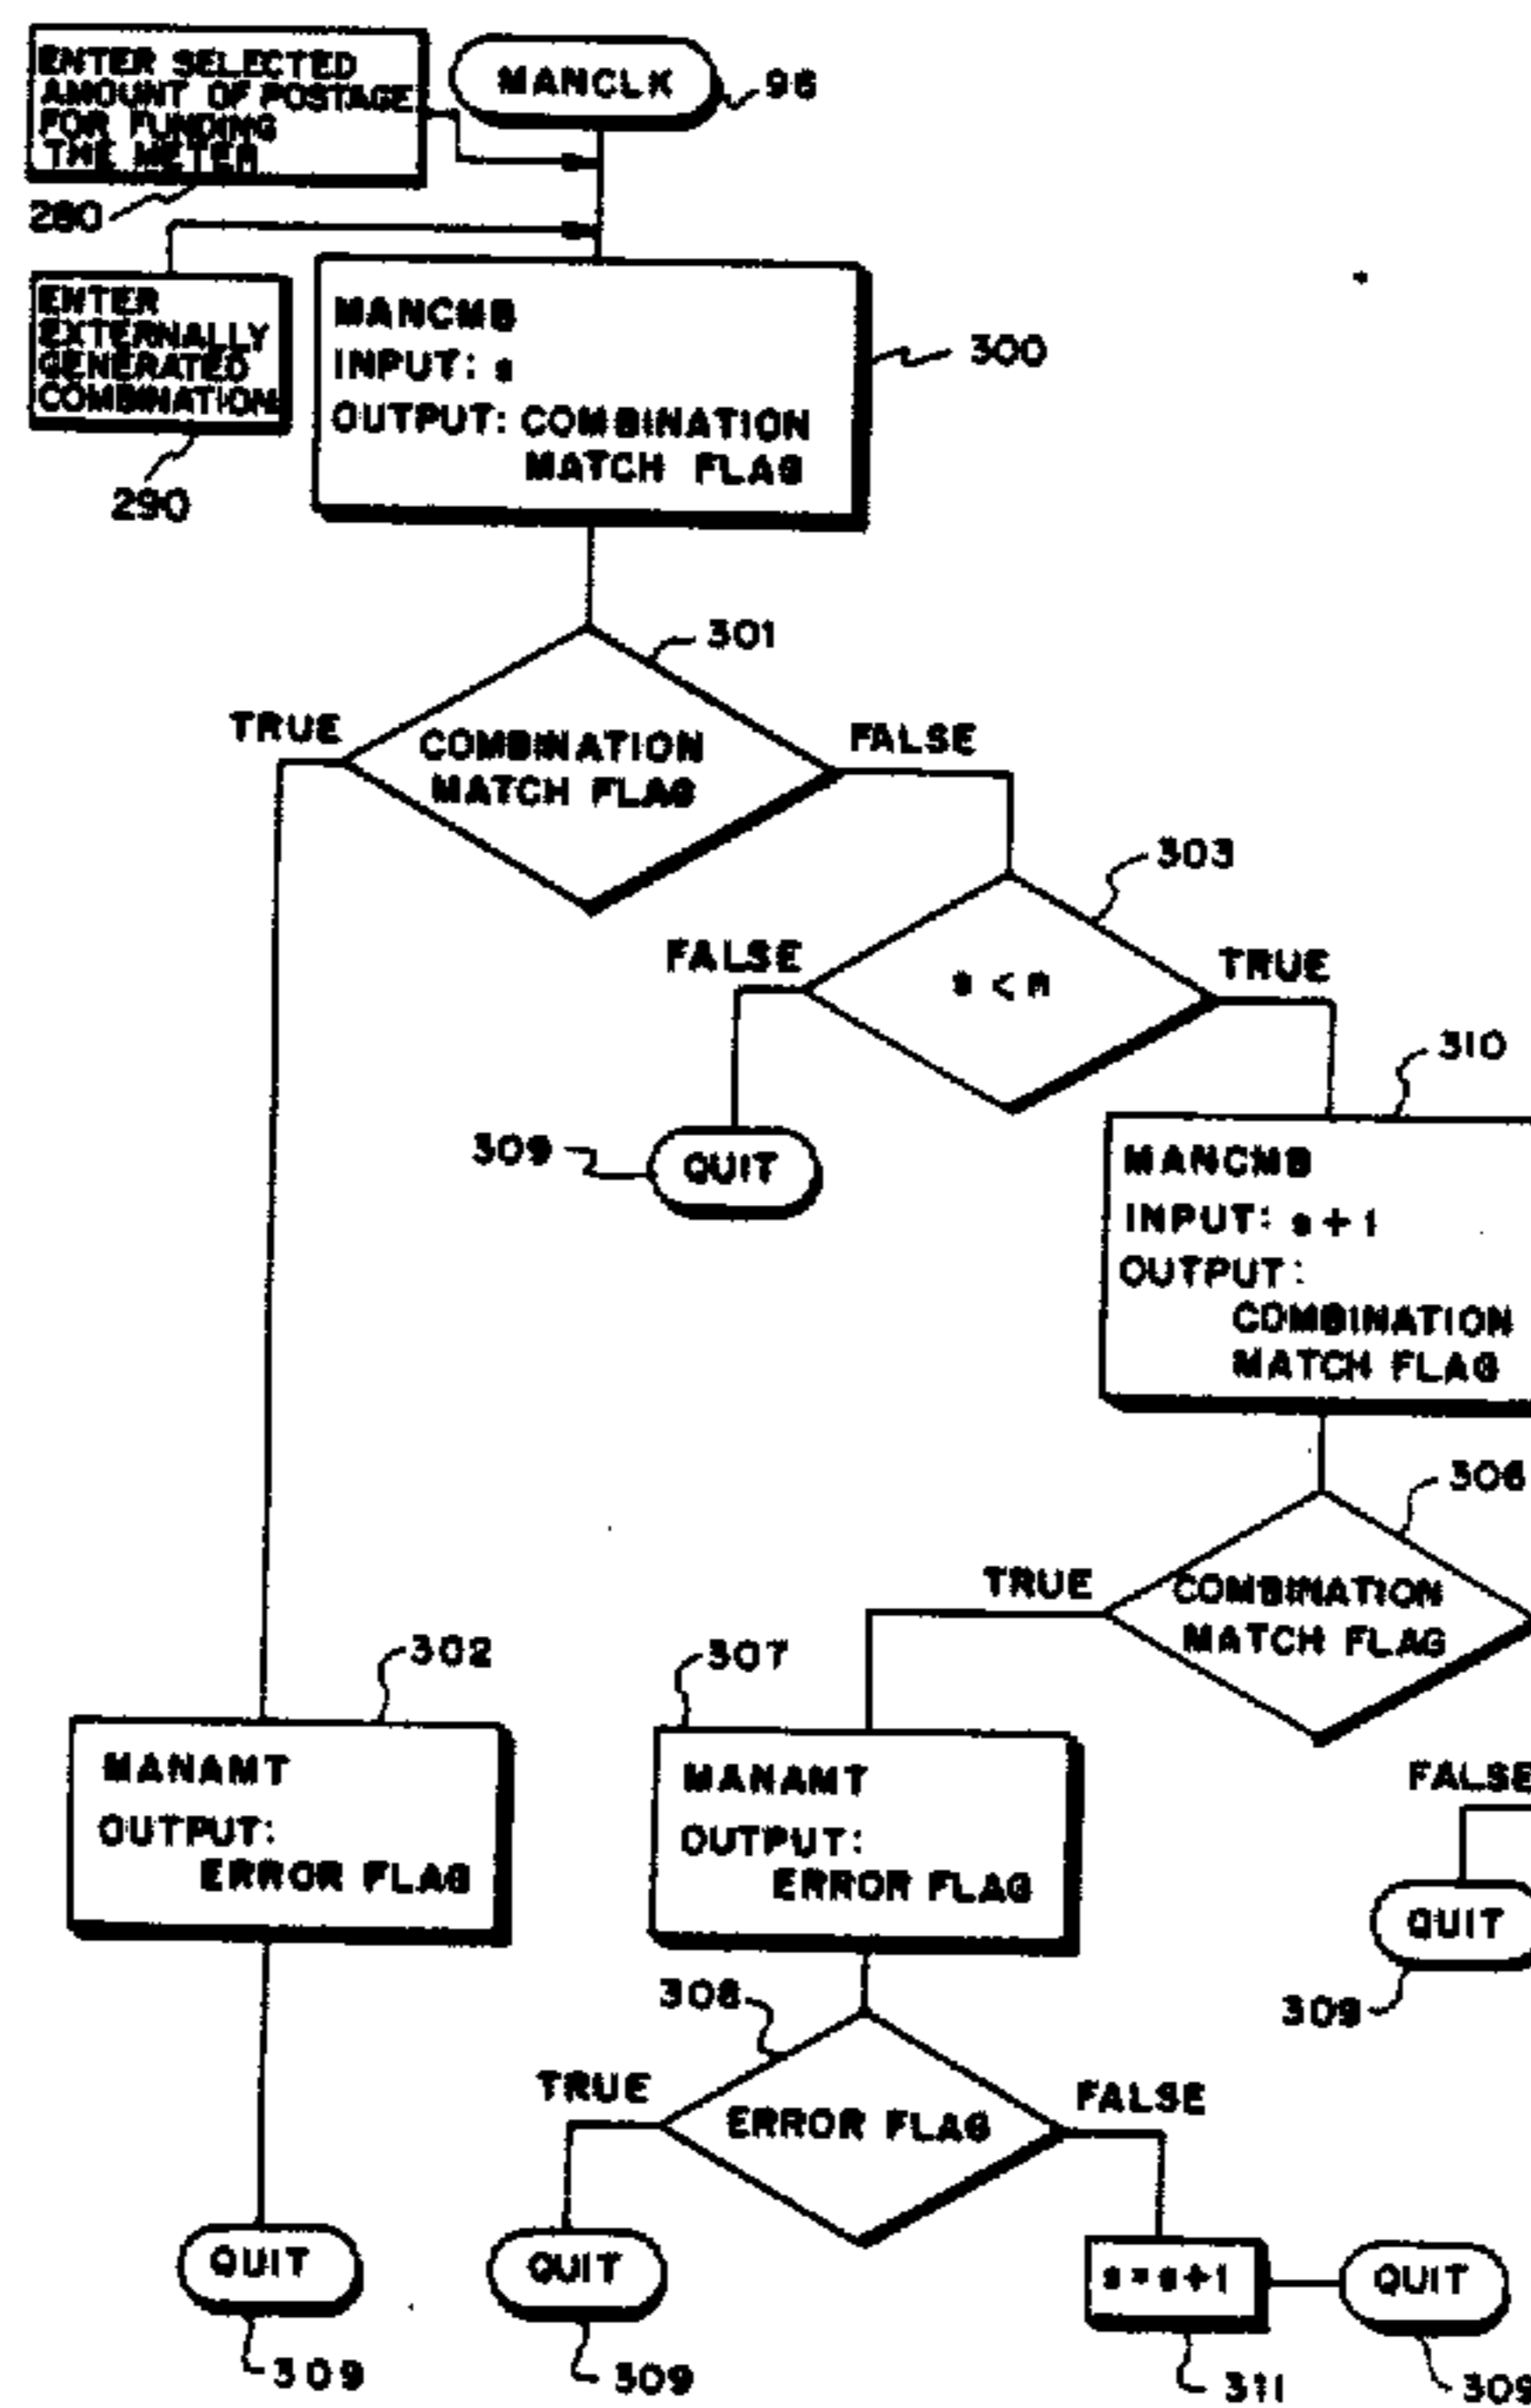 ENTER SELECTED
AMOUNT OF POSTAGE
FOR FUNDING
THE METER
280
MANCLK
96
ENTER
EXTERNALLY
GENERATED
COMBINATION
290
MANCMB
INPUT: s
OUTPUT: COMBINATION
MATCH FLAG
300
301
TRUE
COMBINATION
MATCH FLAG
FALSE
303
FALSE
s < n
TRUE
309
QUIT
310
MANCMB
INPUT: s + 1
OUTPUT:
COMBINATION
MATCH FLAG
306
TRUE
COMBINATION
MATCH FLAG
FALSE
QUIT
309
302
MANAMT
OUTPUT:
ERROR FLAG
QUIT
309
307
MANAMT
OUTPUT:
ERROR FLAG
308
TRUE
ERROR FLAG
FALSE
QUIT
309
s = s + 1
311
QUIT
309